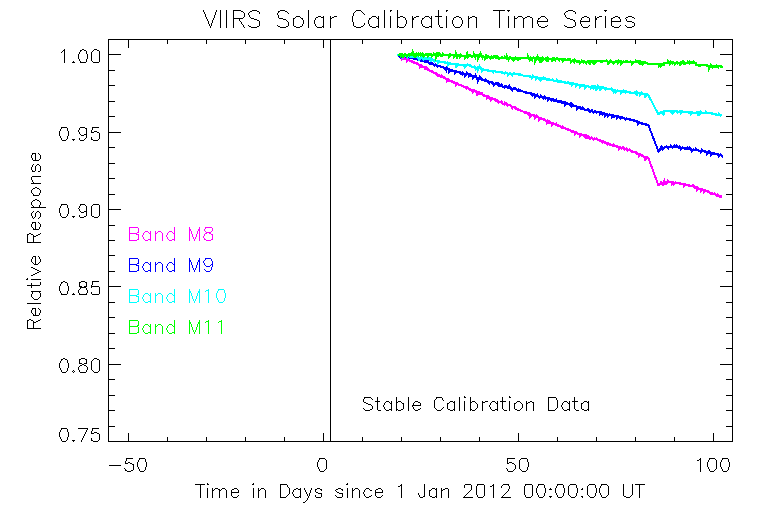 VIIRS Solar Calibration Time Series
1.00
0.95
0.90
0.85
0.80
0.75
Relative Response
Band M8
Band M9
Band M10
Band M11
Stable Calibration Data
-50 0 50 100
Time in Days since 1 Jan 2012 00:00:00 UT